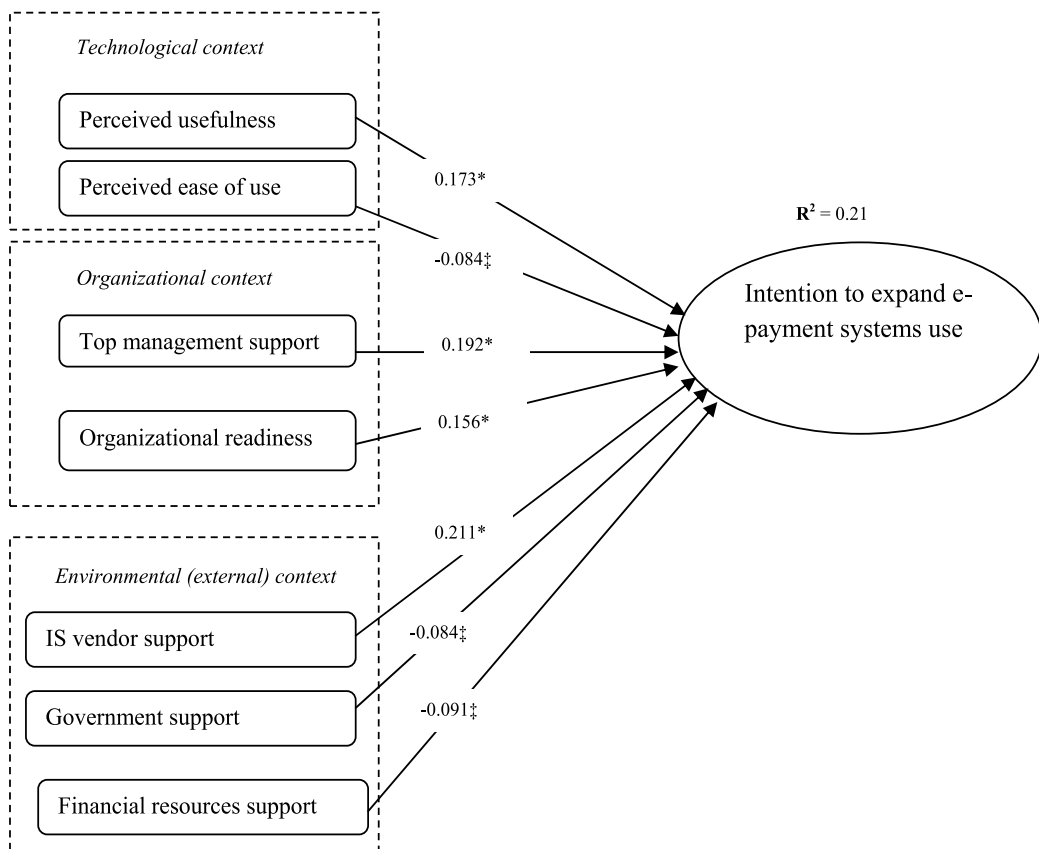 Technological context
Perceived usefulness
0.173*
Perceived ease of use
R² = 0.21
-0.084‡
Organizational context
Intention to expand e-
payment systems use
Top management support
0.192*
Organizational readiness
0.156*
0.211*
Environmental (external) context
IS vendor support
-0.084‡
Government support
-0.091‡
Financial resources support